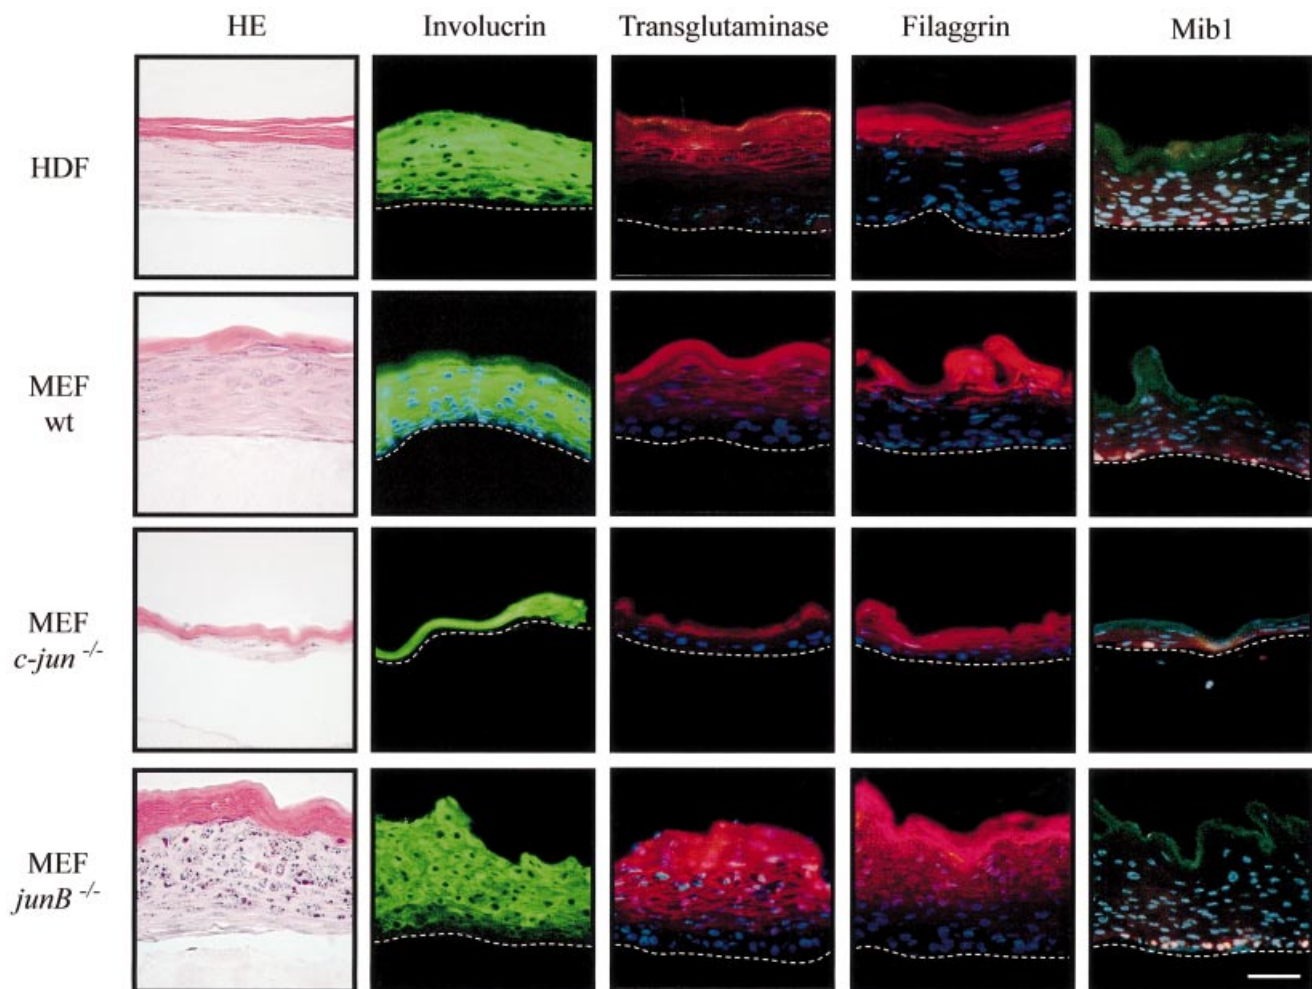 HE Involucrin Transglutaminase Filaggrin Mib1
HDF
MEF
wt
MEF
c-jun -/-
MEF
junB -/-